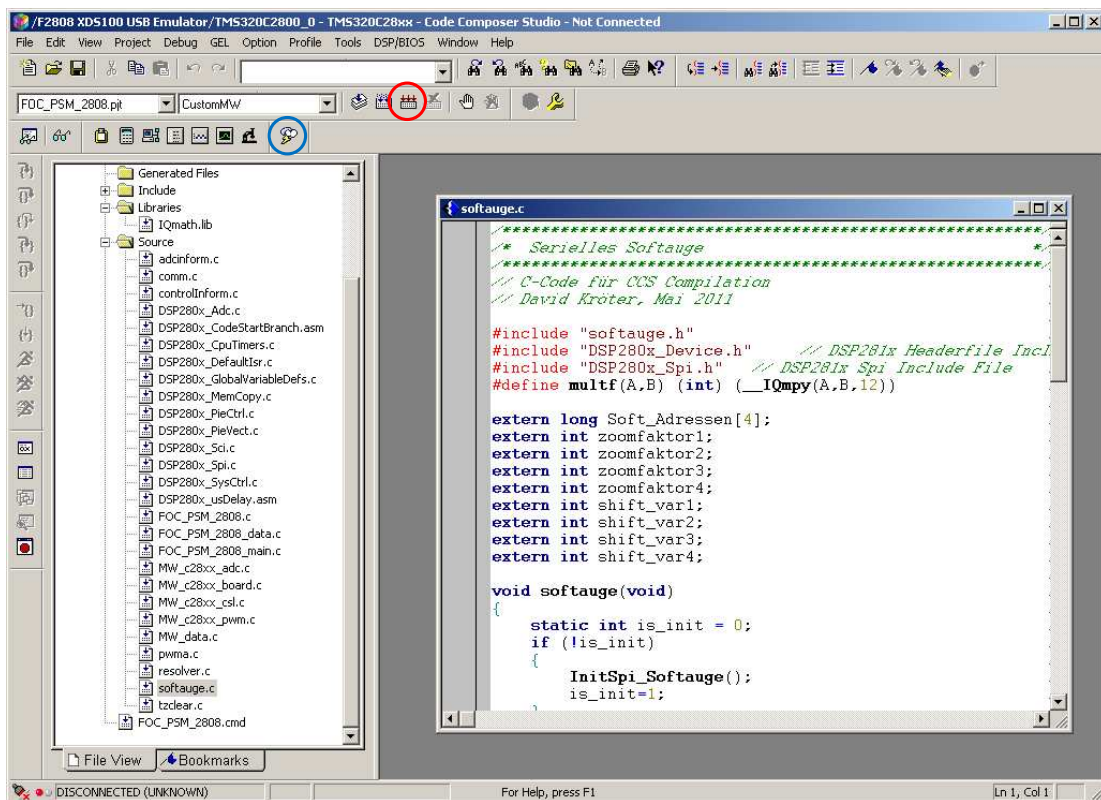 /F2808 XDS100 USB Emulator/TMS320C2800_0 - TMS320C28xx - Code Composer Studio - Not Connected
File Edit View Project Debug GEL Option Profile Tools DSP/BIOS Window Help
FOC_PSM_2808.pjt CustomMW
Generated Files
Include
Libraries
IQmath.lib
Source
adcinform.c
comm.c
controlInform.c
DSP280x_Adc.c
DSP280x_CodeStartBranch.asm
DSP280x_CpuTimers.c
DSP280x_DefaultIsr.c
DSP280x_GlobalVariableDefs.c
DSP280x_MemCopy.c
DSP280x_PieCtrl.c
DSP280x_PieVect.c
DSP280x_Sci.c
DSP280x_Spi.c
DSP280x_SysCtrl.c
DSP280x_usDelay.asm
FOC_PSM_2808.c
FOC_PSM_2808_data.c
FOC_PSM_2808_main.c
MW_c28xx_adc.c
MW_c28xx_board.c
MW_c28xx_csl.c
MW_c28xx_pwm.c
MW_data.c
pwma.c
resolver.c
softauge.c
tzclear.c
FOC_PSM_2808.cmd
File View Bookmarks
softauge.c
/*******************************************************/
/* Serielles Softauge */
/*******************************************************/
// C-Code für CCS Compilation
// David Kröter, Mai 2011
#include "softauge.h"
#include "DSP280x_Device.h" // DSP281x Headerfile Incl
#include "DSP280x_Spi.h" // DSP281x Spi Include File
#define multf(A,B) (int) (__IQmpy(A,B,12))
extern long Soft_Adressen[4];
extern int zoomfaktor1;
extern int zoomfaktor2;
extern int zoomfaktor3;
extern int zoomfaktor4;
extern int shift_var1;
extern int shift_var2;
extern int shift_var3;
extern int shift_var4;
void softauge(void)
{
static int is_init = 0;
if (!is_init)
{
InitSpi_Softauge();
is_init=1;
}
DISCONNECTED (UNKNOWN) For Help, press F1 Ln 1, Col 1